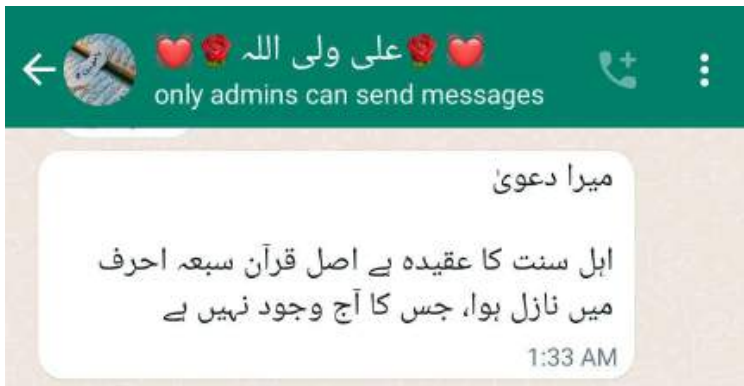 💓🌹علی ولی اللہ 🌹💓
only admins can send messages
میرا دعویٰ
اہل سنت کا عقیدہ ہے اصل قرآن سبعہ احرف
میں نازل ہوا، جس کا آج وجود نہیں ہے
1:33 AM